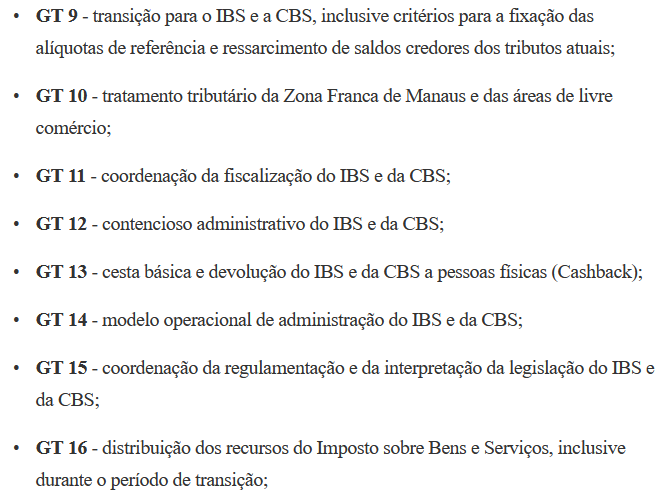 • GT 9 - transição para o IBS e a CBS, inclusive critérios para a fixação das
alíquotas de referência e ressarcimento de saldos credores dos tributos atuais;
• GT 10 - tratamento tributário da Zona Franca de Manaus e das áreas de livre
comércio;
• GT 11 - coordenação da fiscalização do IBS e da CBS;
• GT 12 - contencioso administrativo do IBS e da CBS;
• GT 13 - cesta básica e devolução do IBS e da CBS a pessoas físicas (Cashback);
• GT 14 - modelo operacional de administração do IBS e da CBS;
• GT 15 - coordenação da regulamentação e da interpretação da legislação do IBS e
da CBS;
• GT 16 - distribuição dos recursos do Imposto sobre Bens e Serviços, inclusive
durante o período de transição;